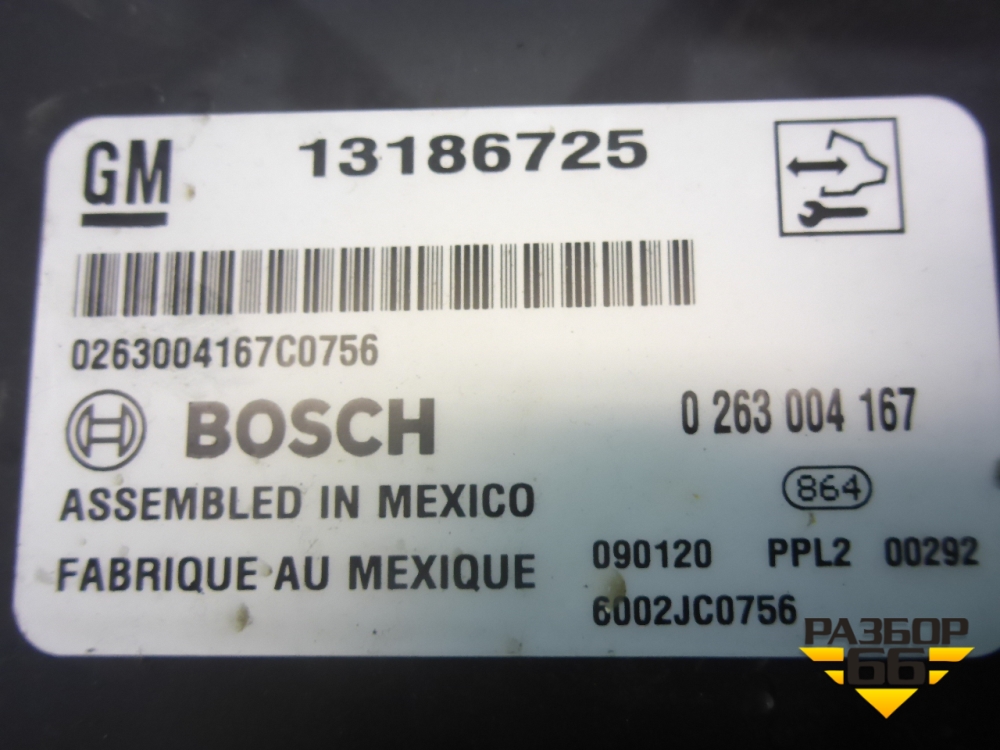 GM 13186725
0263004167C0756
BOSCH 0 263 004 167
864
ASSEMBLED IN MEXICO
FABRIQUE AU MEXIQUE
090120 PPL2 00292
6002JC0756
РАЗБОР
66